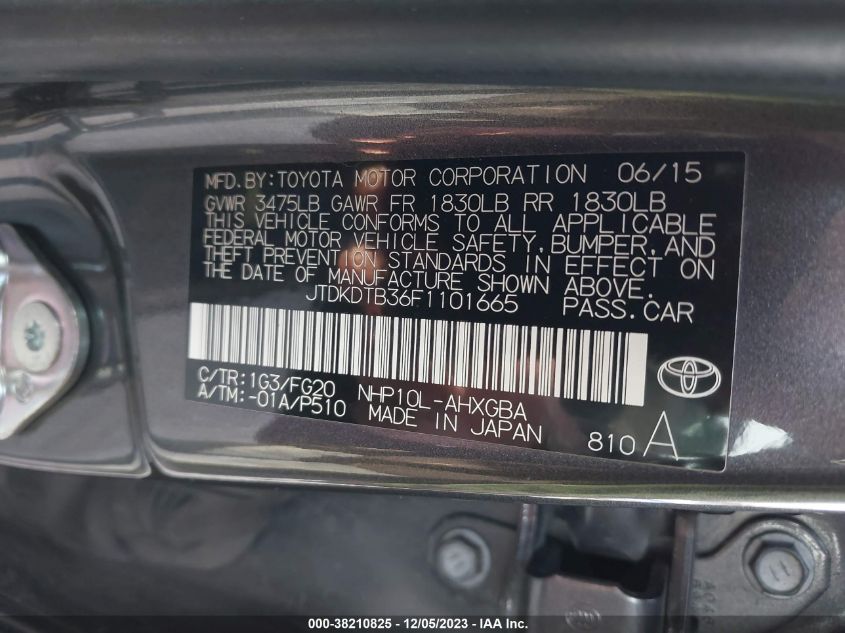 MFD.BY:TOYOTA MOTOR CORPORATION 06/15
GVWR 3475LB GAWR FR 1830LB RR 1830LB
THIS VEHICLE CONFORMS TO ALL APPLICABLE
FEDERAL MOTOR VEHICLE SAFETY, BUMPER, AND
THEFT PREVENTION STANDARDS IN EFFECT ON
THE DATE OF MANUFACTURE SHOWN ABOVE.
JTDKDTB36F1101665 PASS.CAR
C/TR:1G3/FG20 NHP10L-AHXGBA
A/TM:-01A/P510 MADE IN JAPAN 810 A
000-38210825 - 12/05/2023 - © IAA Inc.